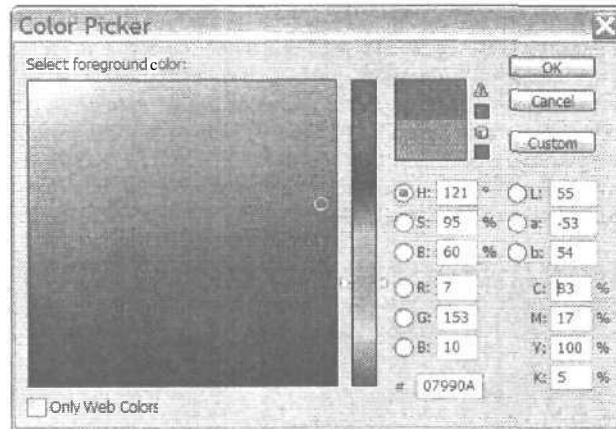 Color Picker
Select foreground color:
OK
Cancel
Custom
H: 121 °
S: 95 %
B: 60 %
R: 7
G: 153
B: 10
# 07990A
L: 55
a: -53
b: 54
C: 83 %
M: 17 %
Y: 100 %
K: 5 %
Only Web Colors